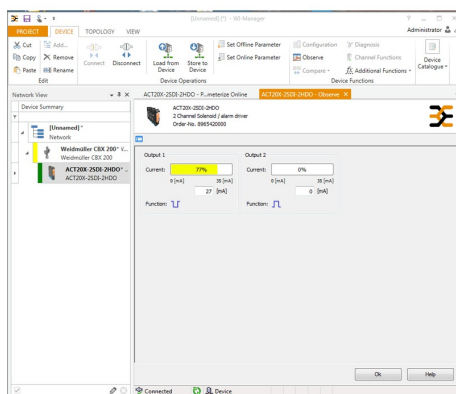 [Unnamed] (*) - WI-Manager
PROJECT DEVICE TOPOLOGY VIEW
Administrator
Cut
Copy
Paste
Add...
Remove
Rename
Edit
Connect
Disconnect
Load from Device
Store to Device
Set Offline Parameter
Set Online Parameter
Device Operations
Configuration
Observe
Compare
Diagnosis
Channel Functions
Additional Functions
Device Functions
Device Catalogue
Network View
Device Summary
[Unnamed]*
Network
Weidmüller CBX 200* V...
Weidmüller CBX 200
ACT20X-2SDI-2HDO* ...
ACT20X-2SDI-2HDO
ACT20X-2SDI-2HDO - P...meterize Online
ACT20X-2SDI-2HDO - Observe
ACT20X-2SDI-2HDO
2 Channel Solenoid / alarm driver
Order-No. 8965420000
Output 1
Current: 77%
0 [mA] 35 [mA]
27 [mA]
Function:
Output 2
Current: 0%
0 [mA] 35 [mA]
0 [mA]
Function:
Ok
Help
Connected
Device